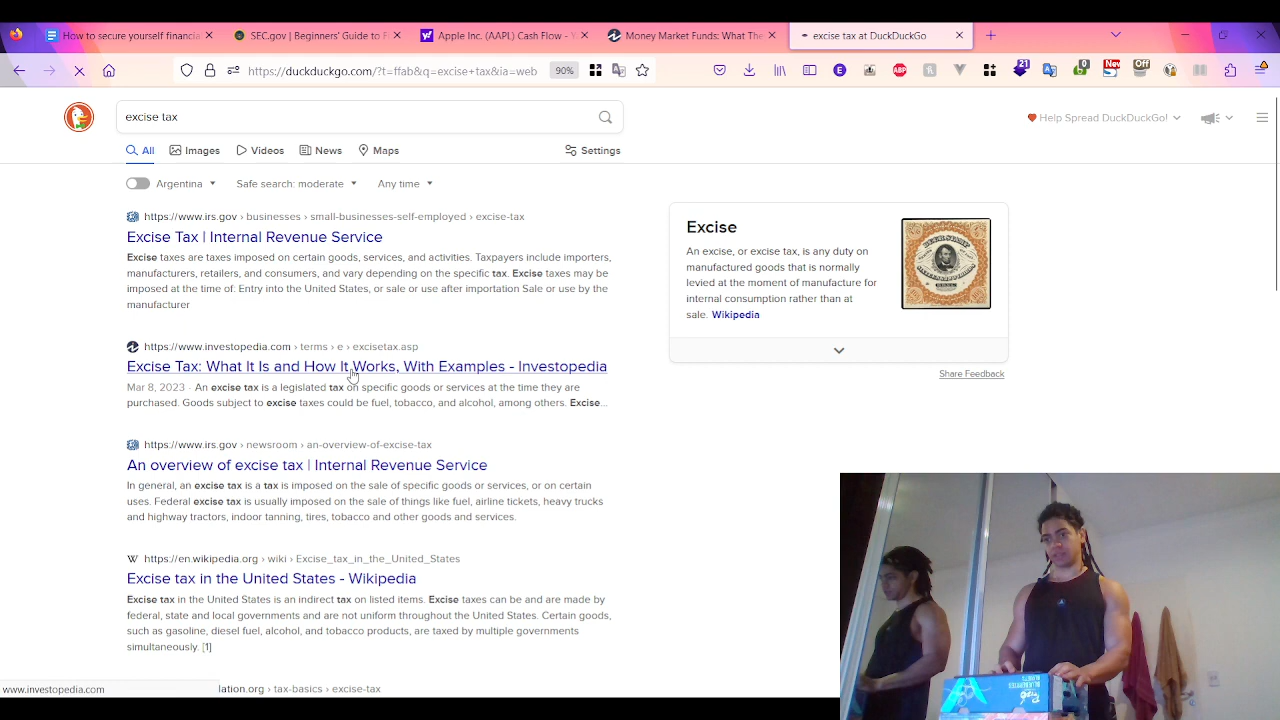 How to secure yourself financia
SEC.gov | Beginners' Guide to F
Apple Inc. (AAPL) Cash Flow - Y
Money Market Funds: What The
excise tax at DuckDuckGo
https://duckduckgo.com/?t=ffab&q=excise+tax&ia=web
90%
21
0
New
Off
ABP
E
excise tax
Help Spread DuckDuckGo!
All
Images
Videos
News
Maps
Settings
Argentina
Safe search: moderate
Any time
https://www.irs.gov › businesses › small-businesses-self-employed › excise-tax
Excise Tax | Internal Revenue Service
Excise taxes are taxes imposed on certain goods, services, and activities. Taxpayers include importers,
manufacturers, retailers, and consumers, and vary depending on the specific tax. Excise taxes may be
imposed at the time of: Entry into the United States, or sale or use after importation Sale or use by the
manufacturer
https://www.investopedia.com › terms › e › excisetax.asp
Excise Tax: What It Is and How It Works, With Examples - Investopedia
Mar 8, 2023 · An excise tax is a legislated tax on specific goods or services at the time they are
purchased. Goods subject to excise taxes could be fuel, tobacco, and alcohol, among others. Excise...
https://www.irs.gov › newsroom › an-overview-of-excise-tax
An overview of excise tax | Internal Revenue Service
In general, an excise tax is a tax is imposed on the sale of specific goods or services, or on certain
uses. Federal excise tax is usually imposed on the sale of things like fuel, airline tickets, heavy trucks
and highway tractors, indoor tanning, tires, tobacco and other goods and services.
W https://en.wikipedia.org › wiki › Excise_tax_in_the_United_States
Excise tax in the United States - Wikipedia
Excise tax in the United States is an indirect tax on listed items. Excise taxes can be and are made by
federal, state and local governments and are not uniform throughout the United States. Certain goods,
such as gasoline, diesel fuel, alcohol, and tobacco products, are taxed by multiple governments
simultaneously. [1]
www.investopedia.com
lation.org › tax-basics › excise-tax
Excise
An excise, or excise tax, is any duty on
manufactured goods that is normally
levied at the moment of manufacture for
internal consumption rather than at
sale. Wikipedia
Share Feedback